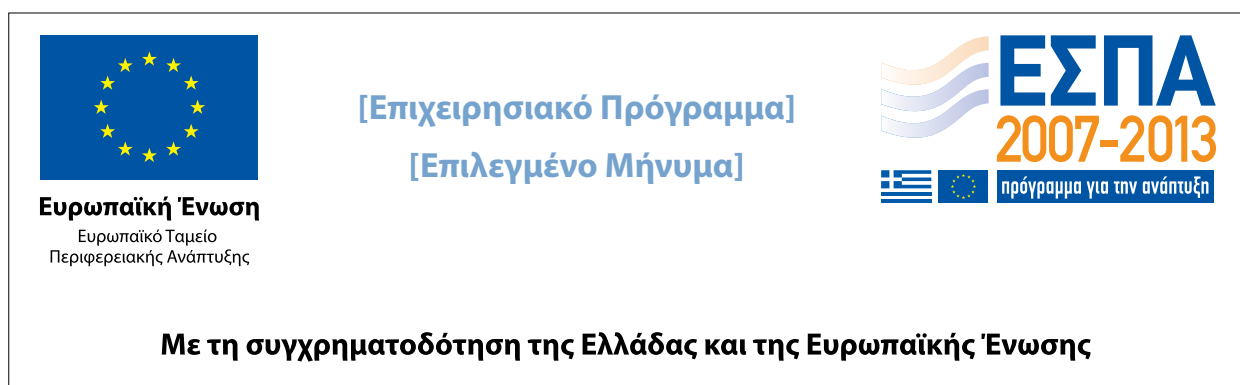 Ευρωπαϊκή Ένωση
Ευρωπαϊκό Ταμείο
Περιφερειακής Ανάπτυξης
[Επιχειρησιακό Πρόγραμμα]
[Επιλεγμένο Μήνυμα]
ΕΣΠΑ
2007-2013
πρόγραμμα για την ανάπτυξη
Με τη συγχρηματοδότηση της Ελλάδας και της Ευρωπαϊκής Ένωσης